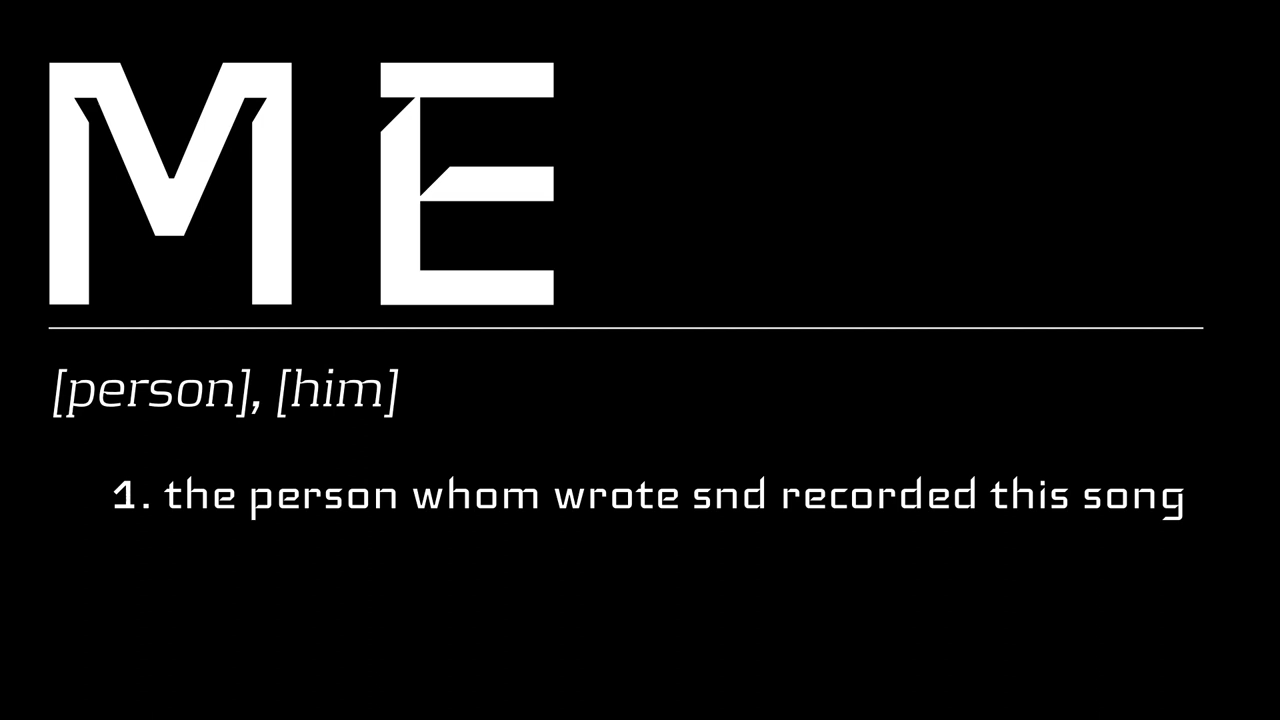 ME
[person], [him]
1. the person whom wrote snd recorded this song